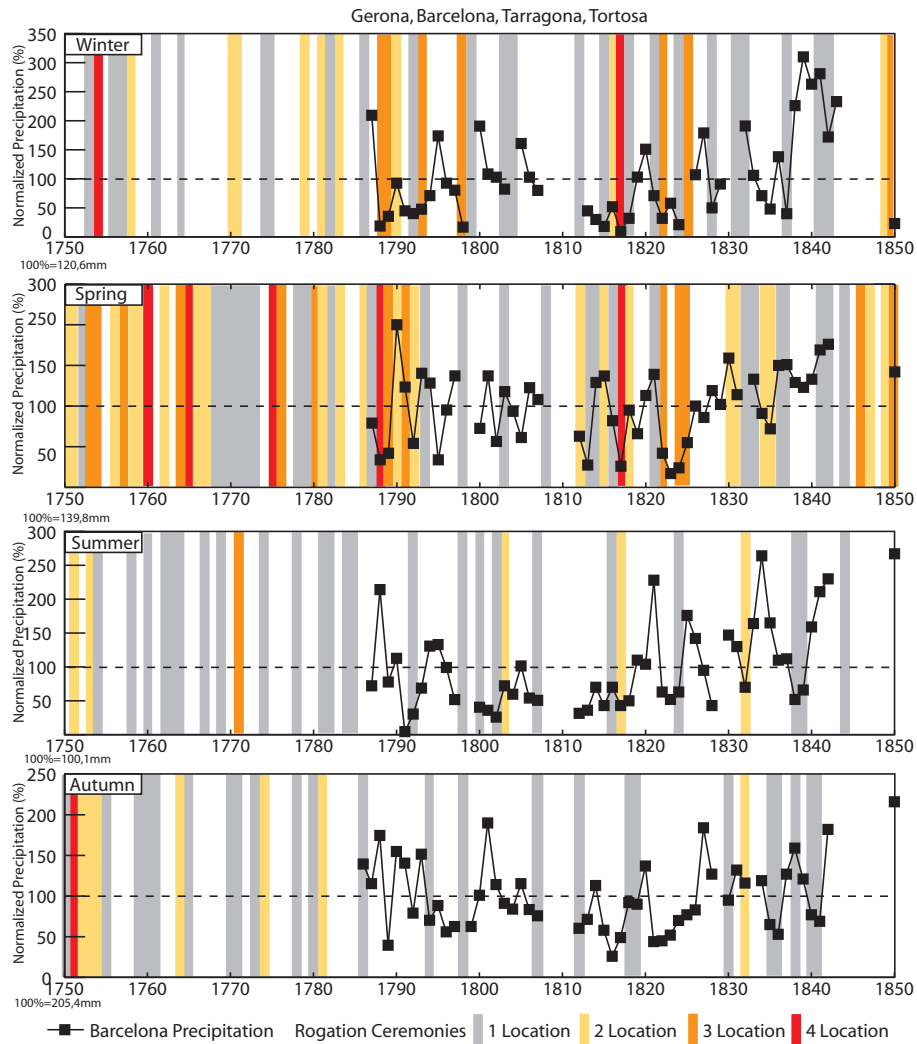 Gerona, Barcelona, Tarragona, Tortosa
Normalized Precipitation (%)
Winter
350
300
250
200
150
100
50
0
1750 1760 1770 1780 1790 1800 1810 1820 1830 1840 1850
100%=120,6mm
Normalized Precipitation (%)
Spring
300
250
150
100
50
1750 1760 1770 1780 1790 1800 1810 1820 1830 1840 1850
100%=139,8mm
Normalized Precipitation (%)
Summer
300
250
200
150
100
50
1750 1760 1770 1780 1790 1800 1810 1820 1830 1840 1850
100%=100,1mm
Normalized Precipitation (%)
Autumn
250
200
150
100
50
0
1750 1760 1770 1780 1790 1800 1810 1820 1830 1840 1850
100%=205,4mm
Barcelona Precipitation Rogation Ceremonies 1 Location 2 Location 3 Location 4 Location